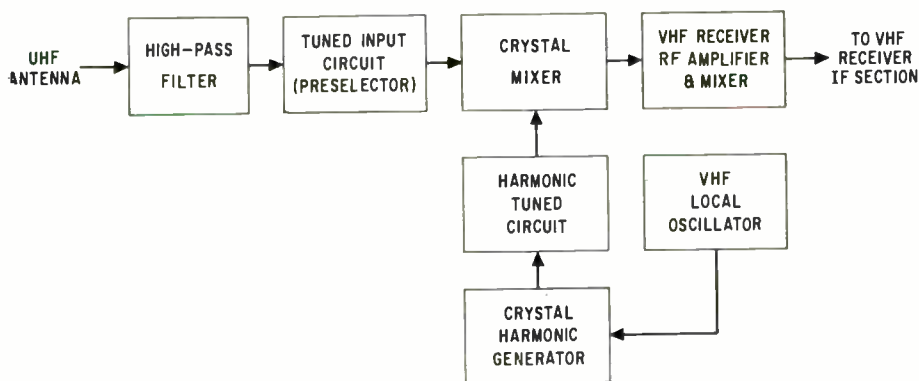 UHF
ANTENNA
HIGH-PASS
FILTER
TUNED INPUT
CIRCUIT
(PRESELECTOR)
CRYSTAL
MIXER
VHF RECEIVER
RF AMPLIFIER
& MIXER
TO VHF
RECEIVER
IF SECTION
HARMONIC
TUNED
CIRCUIT
VHF
LOCAL
OSCILLATOR
CRYSTAL
HARMONIC
GENERATOR